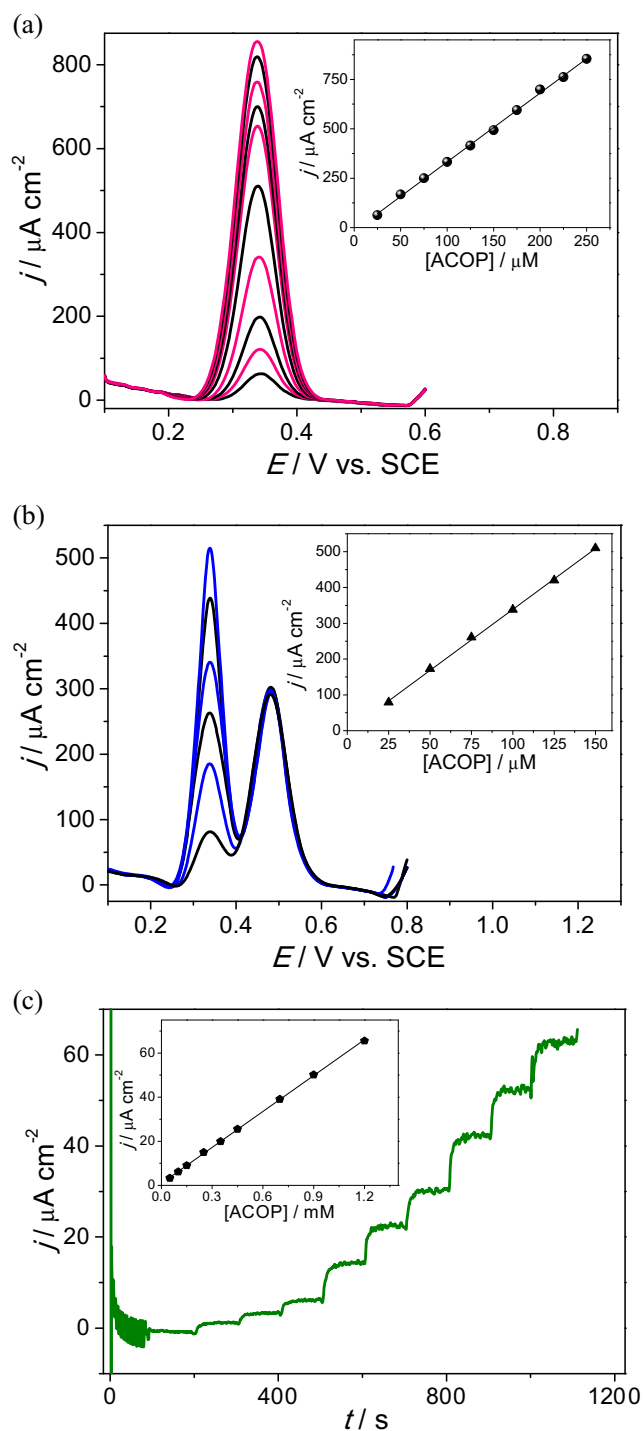 (a)
800
600
400
200
0
j / μA cm-2
0.2 0.4 0.6 0.8
E / V vs. SCE
750
500
250
0
j / μA cm-2
0 50 100 150 200 250
[ACOP] / μM
(b)
500
400
300
200
100
0
j / μA cm-2
0.2 0.4 0.6 0.8 1.0 1.2
E / V vs. SCE
500
400
300
200
100
0
j / μA cm-2
0 25 50 75 100 125 150
[ACOP] / μM
(c)
60
40
20
0
j / μA cm-2
0 400 800 1200
t / s
60
40
20
0
j / μA cm-2
0.0 0.3 0.6 0.9 1.2
[ACOP] / mM